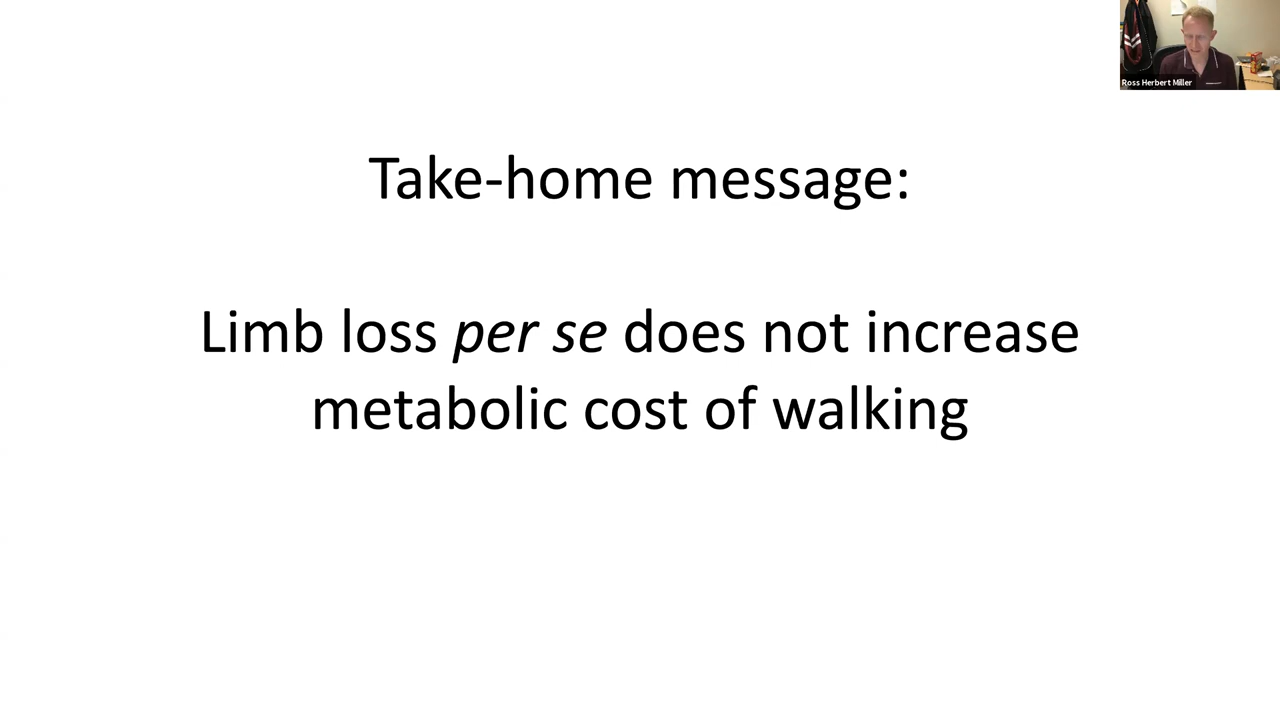 Ross Herbert Miller
Take-home message:
Limb loss per se does not increase
metabolic cost of walking